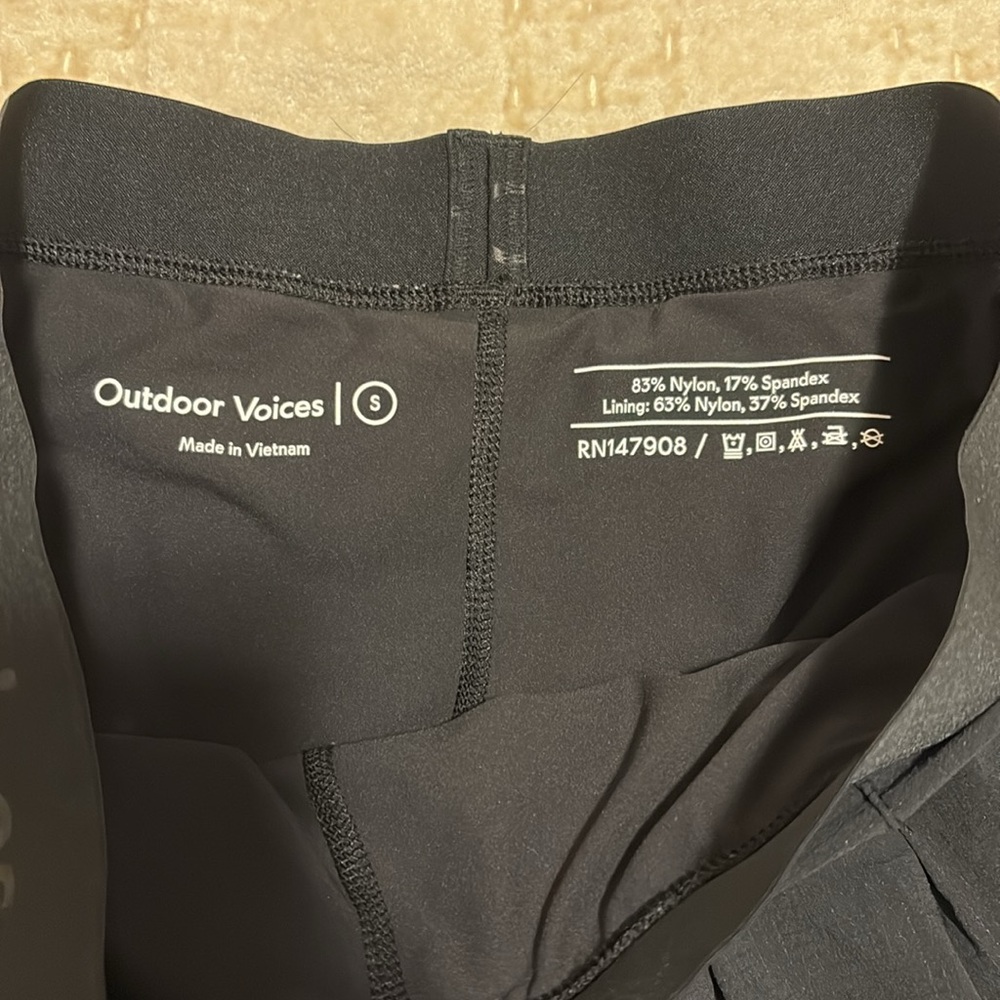 Outdoor Voices | S
Made in Vietnam
83% Nylon, 17% Spandex
Lining: 63% Nylon, 37% Spandex
RN147908 /